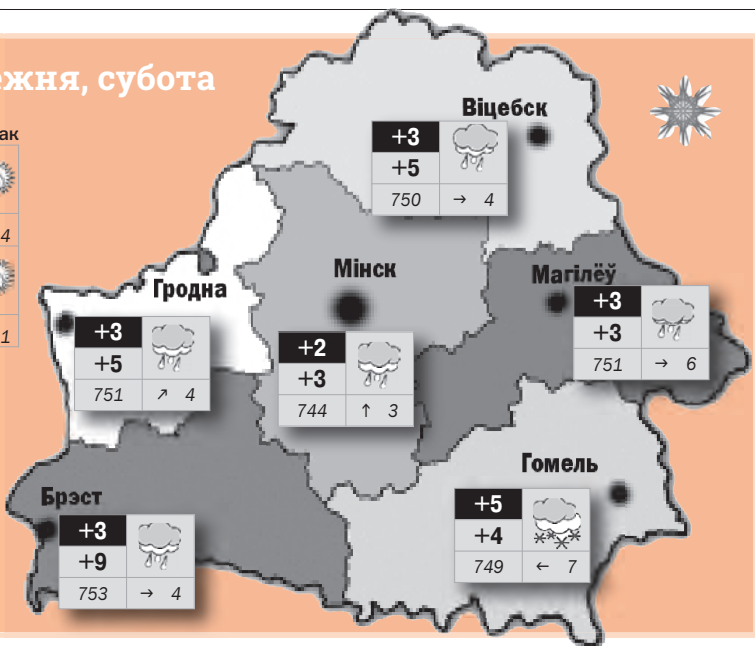 ежня, субота
ак
4
1
Віцебск
+3
+5
750 → 4
Мінск
+2
+3
744 ↑ 3
Магілёў
+3
+3
751 → 6
Гродна
+3
+5
751 ↗ 4
Гомель
+5
+4
749 ← 7
Брэст
+3
+9
753 → 4